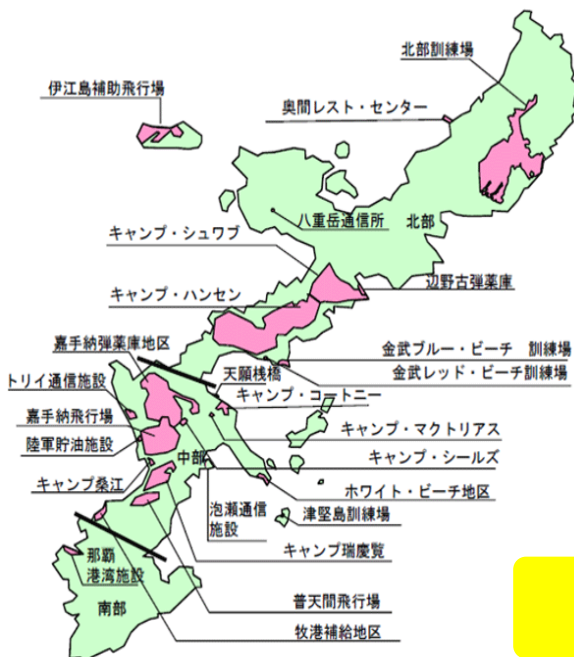 北部訓練場
伊江島補助飛行場
奥間レスト・センター
八重岳通信所
北部
キャンプ・シュワブ
辺野古弾薬庫
キャンプ・ハンセン
嘉手納弾薬庫地区
金武ブルー・ビーチ 訓練場
天願桟橋
金武レッド・ビーチ訓練場
トリイ通信施設
キャンプ・コートニー
嘉手納飛行場
キャンプ・マクトリアス
陸軍貯油施設
中部
キャンプ・シールズ
キャンプ桑江
ホワイト・ビーチ地区
泡瀬通信
施設
津堅島訓練場
キャンプ瑞慶覧
那覇
港湾施設
南部
普天間飛行場
牧港補給地区